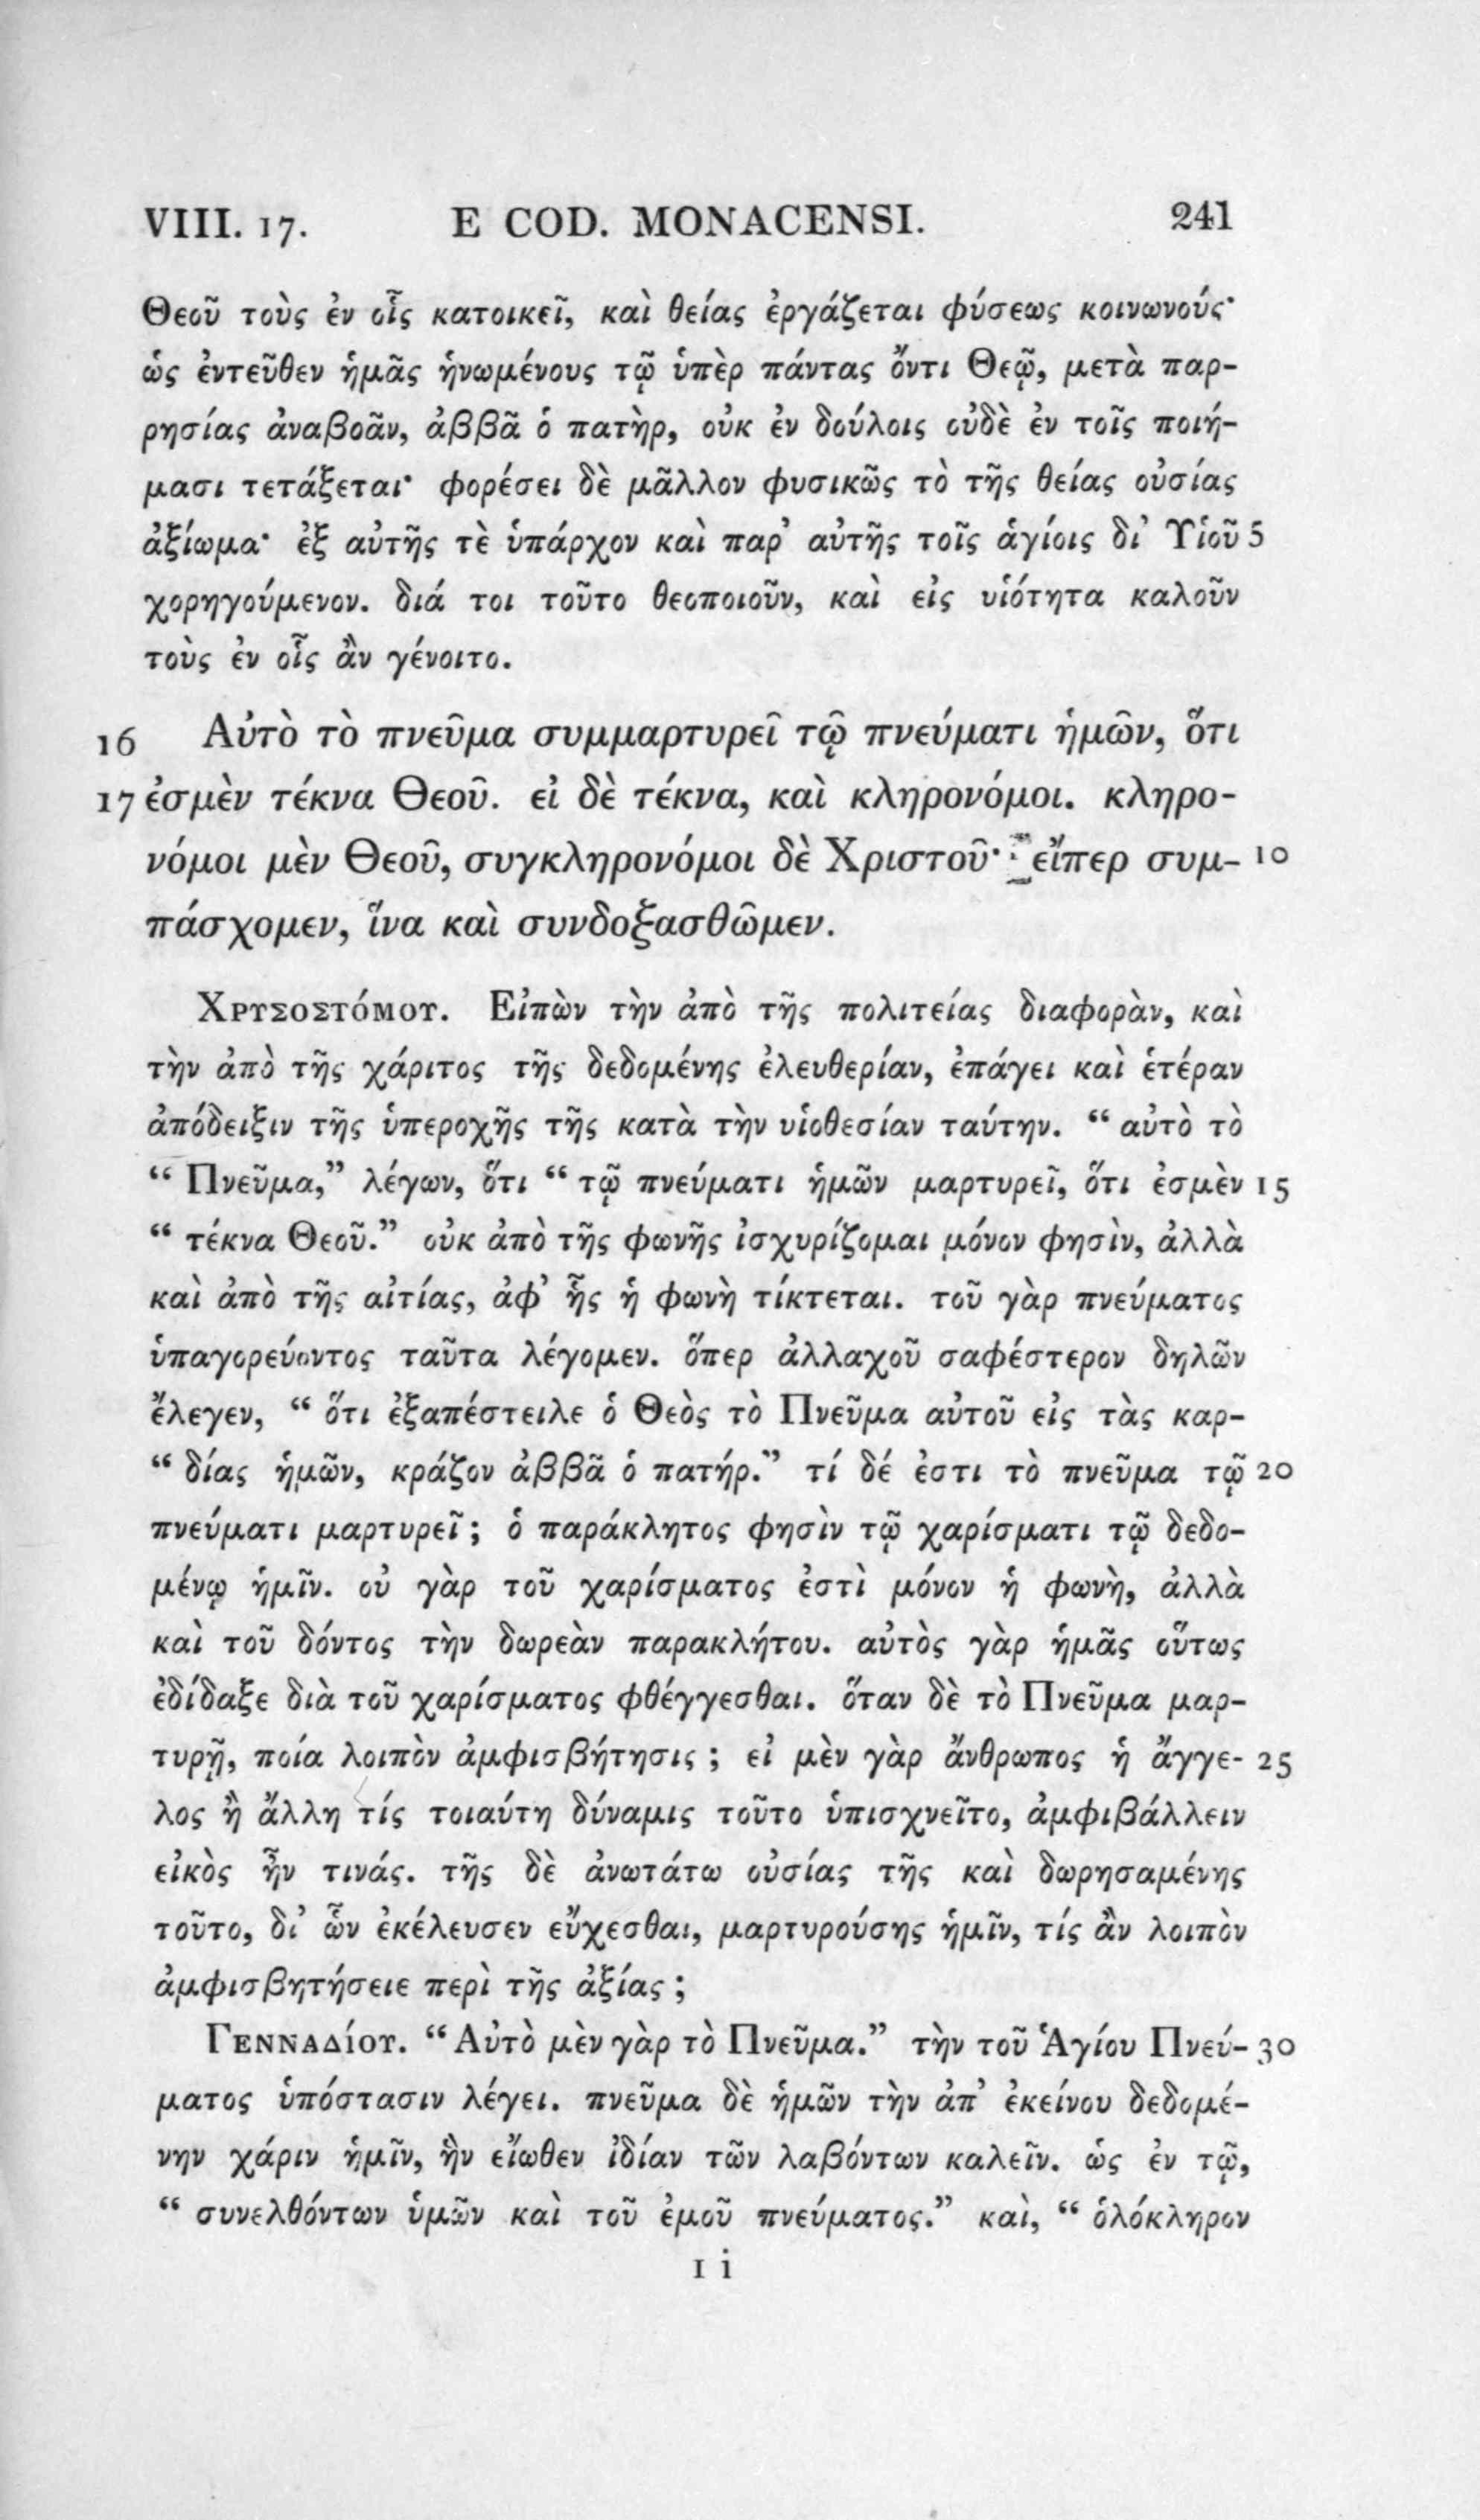 VIII. 17. E COD. MONACENSI. 241
Θεοῦ τοὺς ἐν οἷς κατοικεῖ, καὶ θείας ἐργάζεται φύσεως κοινωνούς·
ὡς ἐντεῦθεν ἡμᾶς ἡνωμένους τῷ ὑπὲρ πάντας ὄντι Θεῷ, μετὰ παρ-
ρησίας ἀναβοᾶν, ἀββᾶ ὁ πατὴρ, οὐκ ἐν δούλοις οὐδὲ ἐν τοῖς ποιή-
μασι τετάξεται· φορέσει δὲ μᾶλλον φυσικῶς τὸ τῆς θείας οὐσίας
ἀξίωμα· ἐξ αὐτῆς τὲ ὑπάρχον καὶ παρ’ αὐτῆς τοῖς ἁγίοις δι’ Υἱοῦ 5
χορηγούμενον. διά τοι τοῦτο θεοποιοῦν, καὶ εἰς υἱότητα καλοῦν
τοὺς ἐν οἷς ἂν γένοιτο.
16 Αὐτὸ τὸ πνεῦμα συμμαρτυρεῖ τῷ πνεύματι ἡμῶν, ὅτι
17 ἐσμὲν τέκνα Θεοῦ. εἰ δὲ τέκνα, καὶ κληρονόμοι. κληρο-
νόμοι μὲν Θεοῦ, συγκληρονόμοι δὲ Χριστοῦ· εἴπερ συμ- 10
πάσχομεν, ἵνα καὶ συνδοξασθῶμεν.
Χρυσοστόμου. Εἰπὼν τὴν ἀπὸ τῆς πολιτείας διαφορὰν, καὶ
τὴν ἀπὸ τῆς χάριτος τῆς δεδομένης ἐλευθερίαν, ἐπάγει καὶ ἑτέραν
ἀπόδειξιν τῆς ὑπεροχῆς τῆς κατὰ τὴν υἱοθεσίαν ταύτην. “ αὐτὸ τὸ
“ Πνεῦμα,” λέγων, ὅτι “ τῷ πνεύματι ἡμῶν μαρτυρεῖ, ὅτι ἐσμὲν 15
“ τέκνα Θεοῦ.” οὐκ ἀπὸ τῆς φωνῆς ἰσχυρίζομαι μόνον φησὶν, ἀλλὰ
καὶ ἀπὸ τῆς αἰτίας, ἀφ’ ἧς ἡ φωνὴ τίκτεται. τοῦ γὰρ πνεύματος
ὑπαγορεύοντος ταῦτα λέγομεν. ὅπερ ἀλλαχοῦ σαφέστερον δηλῶν
ἔλεγεν, “ ὅτι ἐξαπέστειλε ὁ Θεὸς τὸ Πνεῦμα αὐτοῦ εἰς τὰς καρ-
“ δίας ἡμῶν, κράζον ἀββᾶ ὁ πατήρ.” τί δέ ἐστι τὸ πνεῦμα τῷ 20
πνεύματι μαρτυρεῖ ; ὁ παράκλητος φησὶν τῷ χαρίσματι τῷ δεδο-
μένῳ ἡμῖν. οὐ γὰρ τοῦ χαρίσματος ἐστὶ μόνον ἡ φωνὴ, ἀλλὰ
καὶ τοῦ δόντος τὴν δωρεὰν παρακλήτου. αὐτὸς γὰρ ἡμᾶς οὕτως
ἐδίδαξε διὰ τοῦ χαρίσματος φθέγγεσθαι. ὅταν δὲ τὸ Πνεῦμα μαρ-
τυρῇ, ποία λοιπὸν ἀμφισβήτησις ; εἰ μὲν γὰρ ἄνθρωπος ἡ ἄγγε- 25
λος ἢ ἄλλη τίς τοιαύτη δύναμις τοῦτο ὑπισχνεῖτο, ἀμφιβάλλειν
εἰκὸς ἦν τινάς. τῆς δὲ ἀνωτάτω οὐσίας τῆς καὶ δωρησαμένης
τοῦτο, δι’ ὧν ἐκέλευσεν εὔχεσθαι, μαρτυρούσης ἡμῖν, τίς ἂν λοιπὸν
ἀμφισβητήσειε περὶ τῆς ἀξίας ;
Γενναδίου. “ Αὐτὸ μὲν γὰρ τὸ Πνεῦμα.” τὴν τοῦ Ἁγίου Πνεύ- 30
ματος ὑπόστασιν λέγει. πνεῦμα δὲ ἡμῶν τὴν ἀπ’ ἐκείνου δεδομέ-
νην χάριν ἡμῖν, ἣν εἴωθεν ἰδίαν τῶν λαβόντων καλεῖν. ὡς ἐν τῷ,
“ συνελθόντων ὑμῶν καὶ τοῦ ἐμοῦ πνεύματος.” καὶ, “ ὁλόκληρον
I i